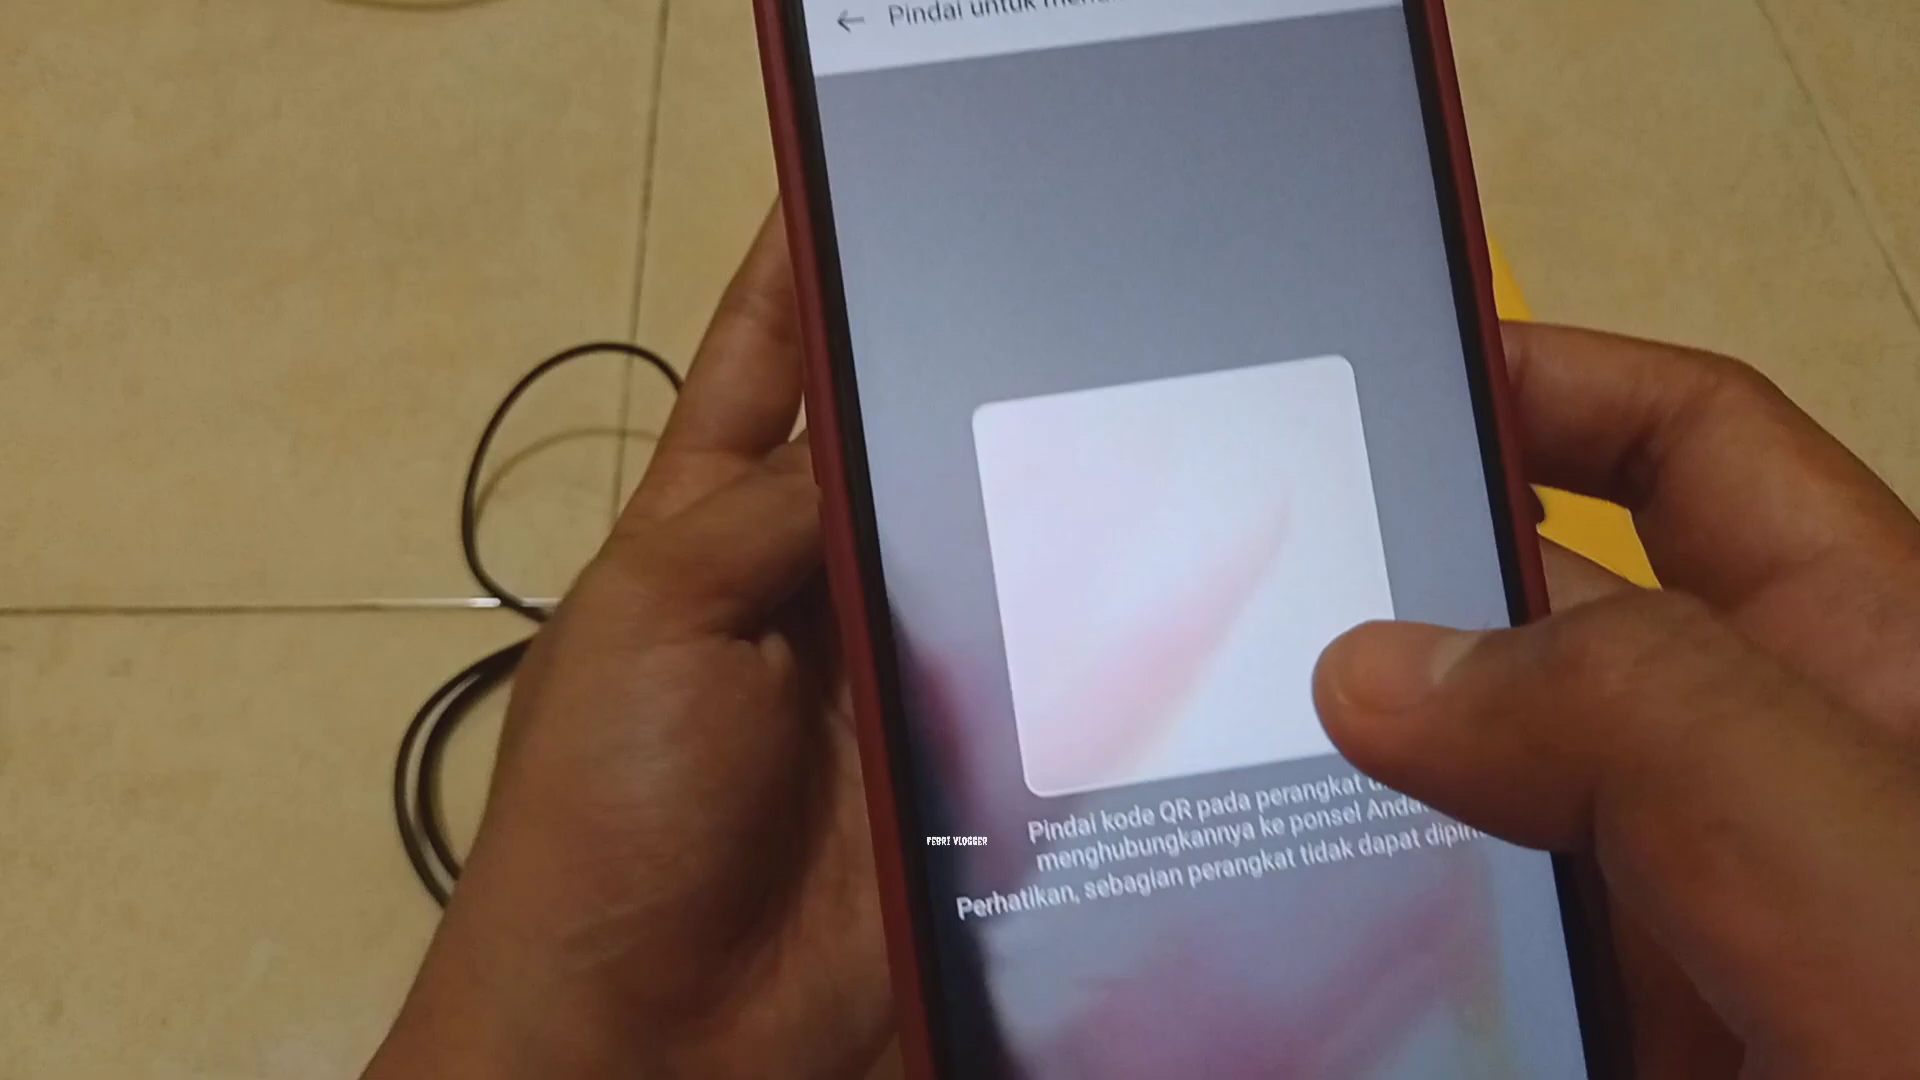 Pindai untuk
Pindai kode QR pada perangkat
menghubungkannya ke ponsel Anda
Perhatikan, sebagian perangkat tidak dapat
FEBRI VLOGGER